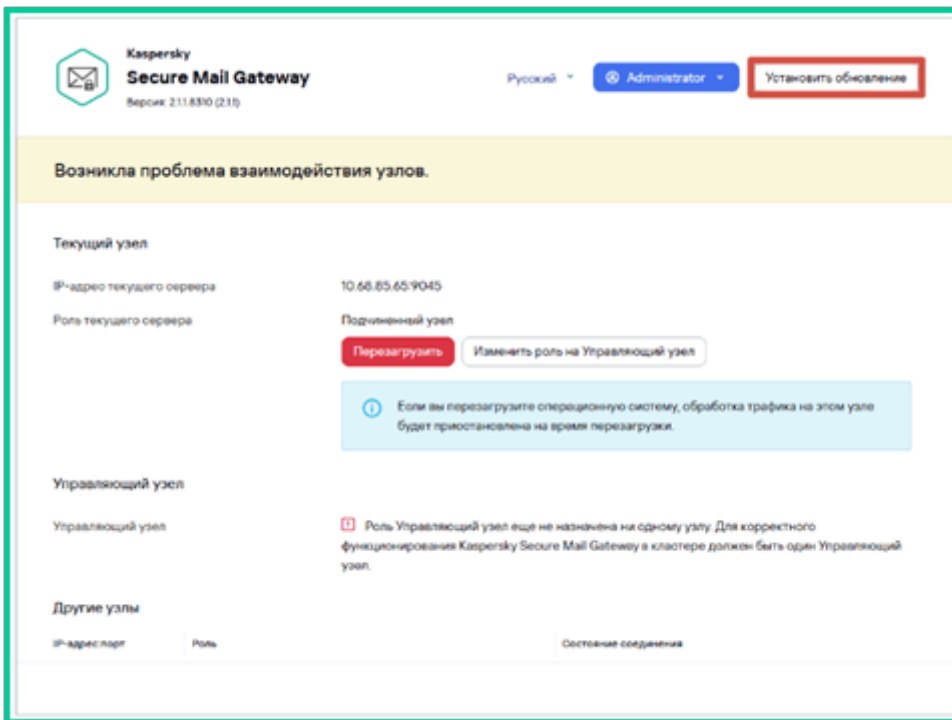 Kaspersky
Secure Mail Gateway
Версия: 2.1.1.8310 (2.1.1)
Русский
Administrator
Установить обновление
Возникла проблема взаимодействия узлов.
Текущий узел
IP-адрес текущего сервера
10.68.85.65:9045
Роль текущего сервера
Подчиненный узел
Перезагрузить
Изменить роль на Управляющий узел
Если вы перезагрузите операционную систему, обработка трафика на этом узле
будет приостановлена на время перезагрузки.
Управляющий узел
Управляющий узел
Роль Управляющий узел еще не назначена ни одному узлу. Для корректного
функционирования Kaspersky Secure Mail Gateway в кластере должен быть один Управляющий
узел.
Другие узлы
IP-адрес:порт
Роль
Состояние соединения